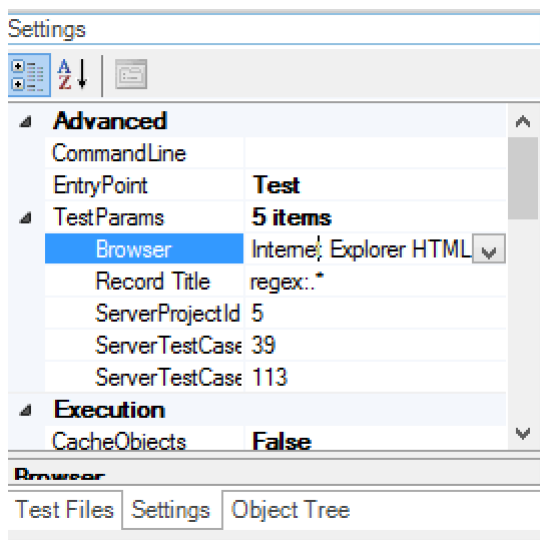 Settings
Advanced
CommandLine
EntryPoint Test
TestParams 5 items
Browser Internet Explorer HTML
Record Title regex:.*
ServerProjectId 5
ServerTestCase 39
ServerTestCase 113
Execution
CacheObjects False
Browser
Test Files Settings Object Tree